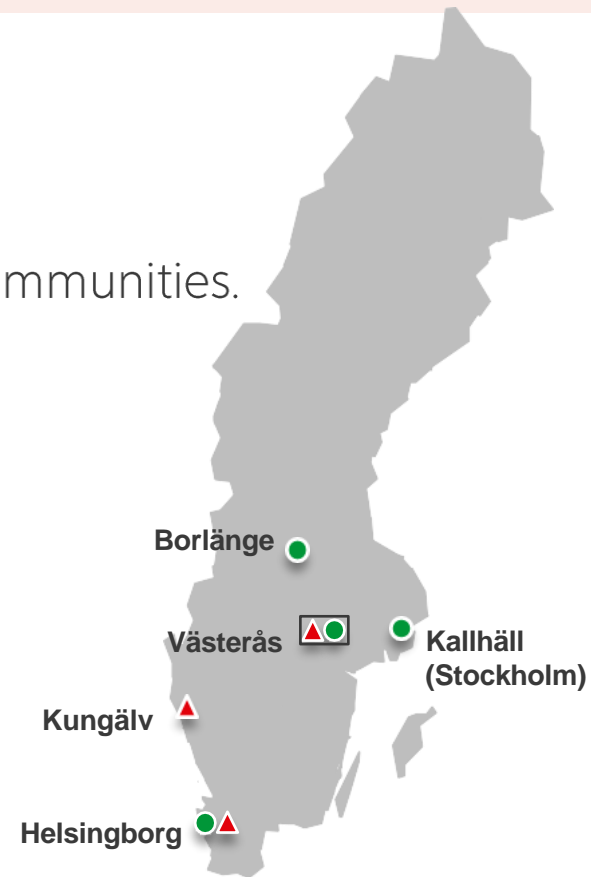 mmunities.
Borlänge
Västerås
Kallhäll
(Stockholm)
Kungälv
Helsingborg